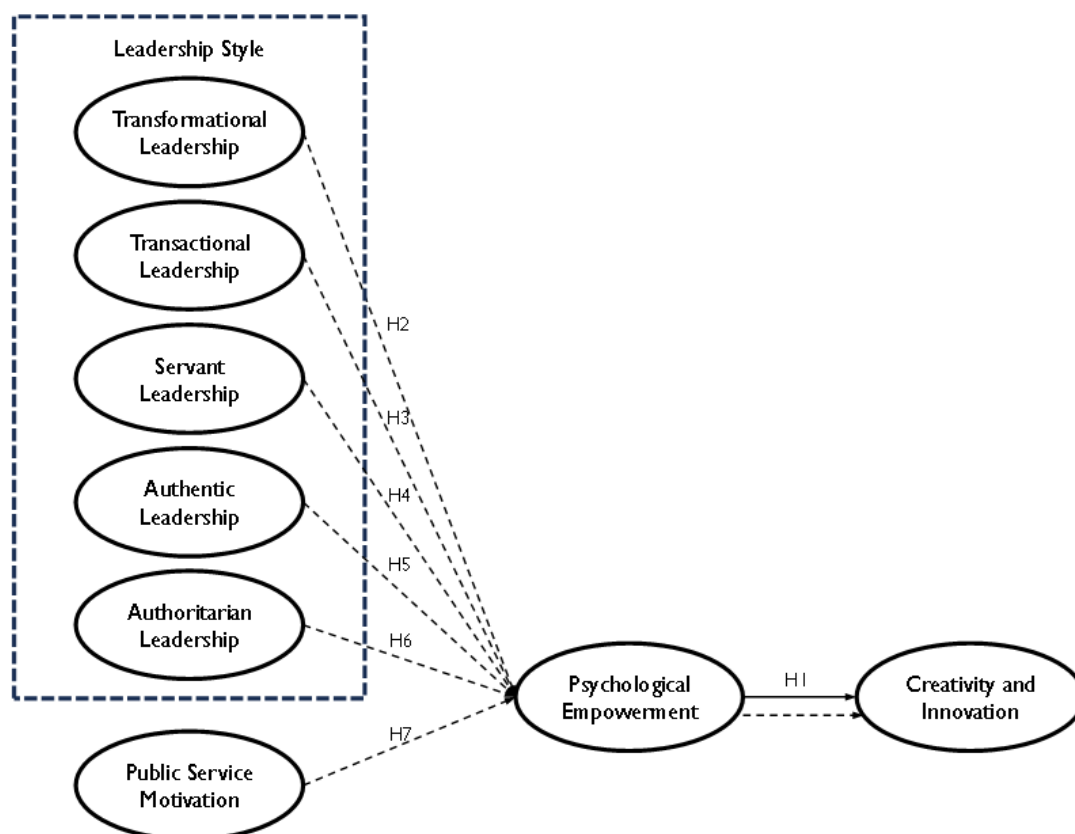 Leadership Style
Transformational
Leadership
Transactional
Leadership
H2
Servant
Leadership
H3
H4
Authentic
Leadership
H5
Authoritarian
Leadership
H6
Psychological
Empowerment
H1
Creativity and
Innovation
H7
Public Service
Motivation